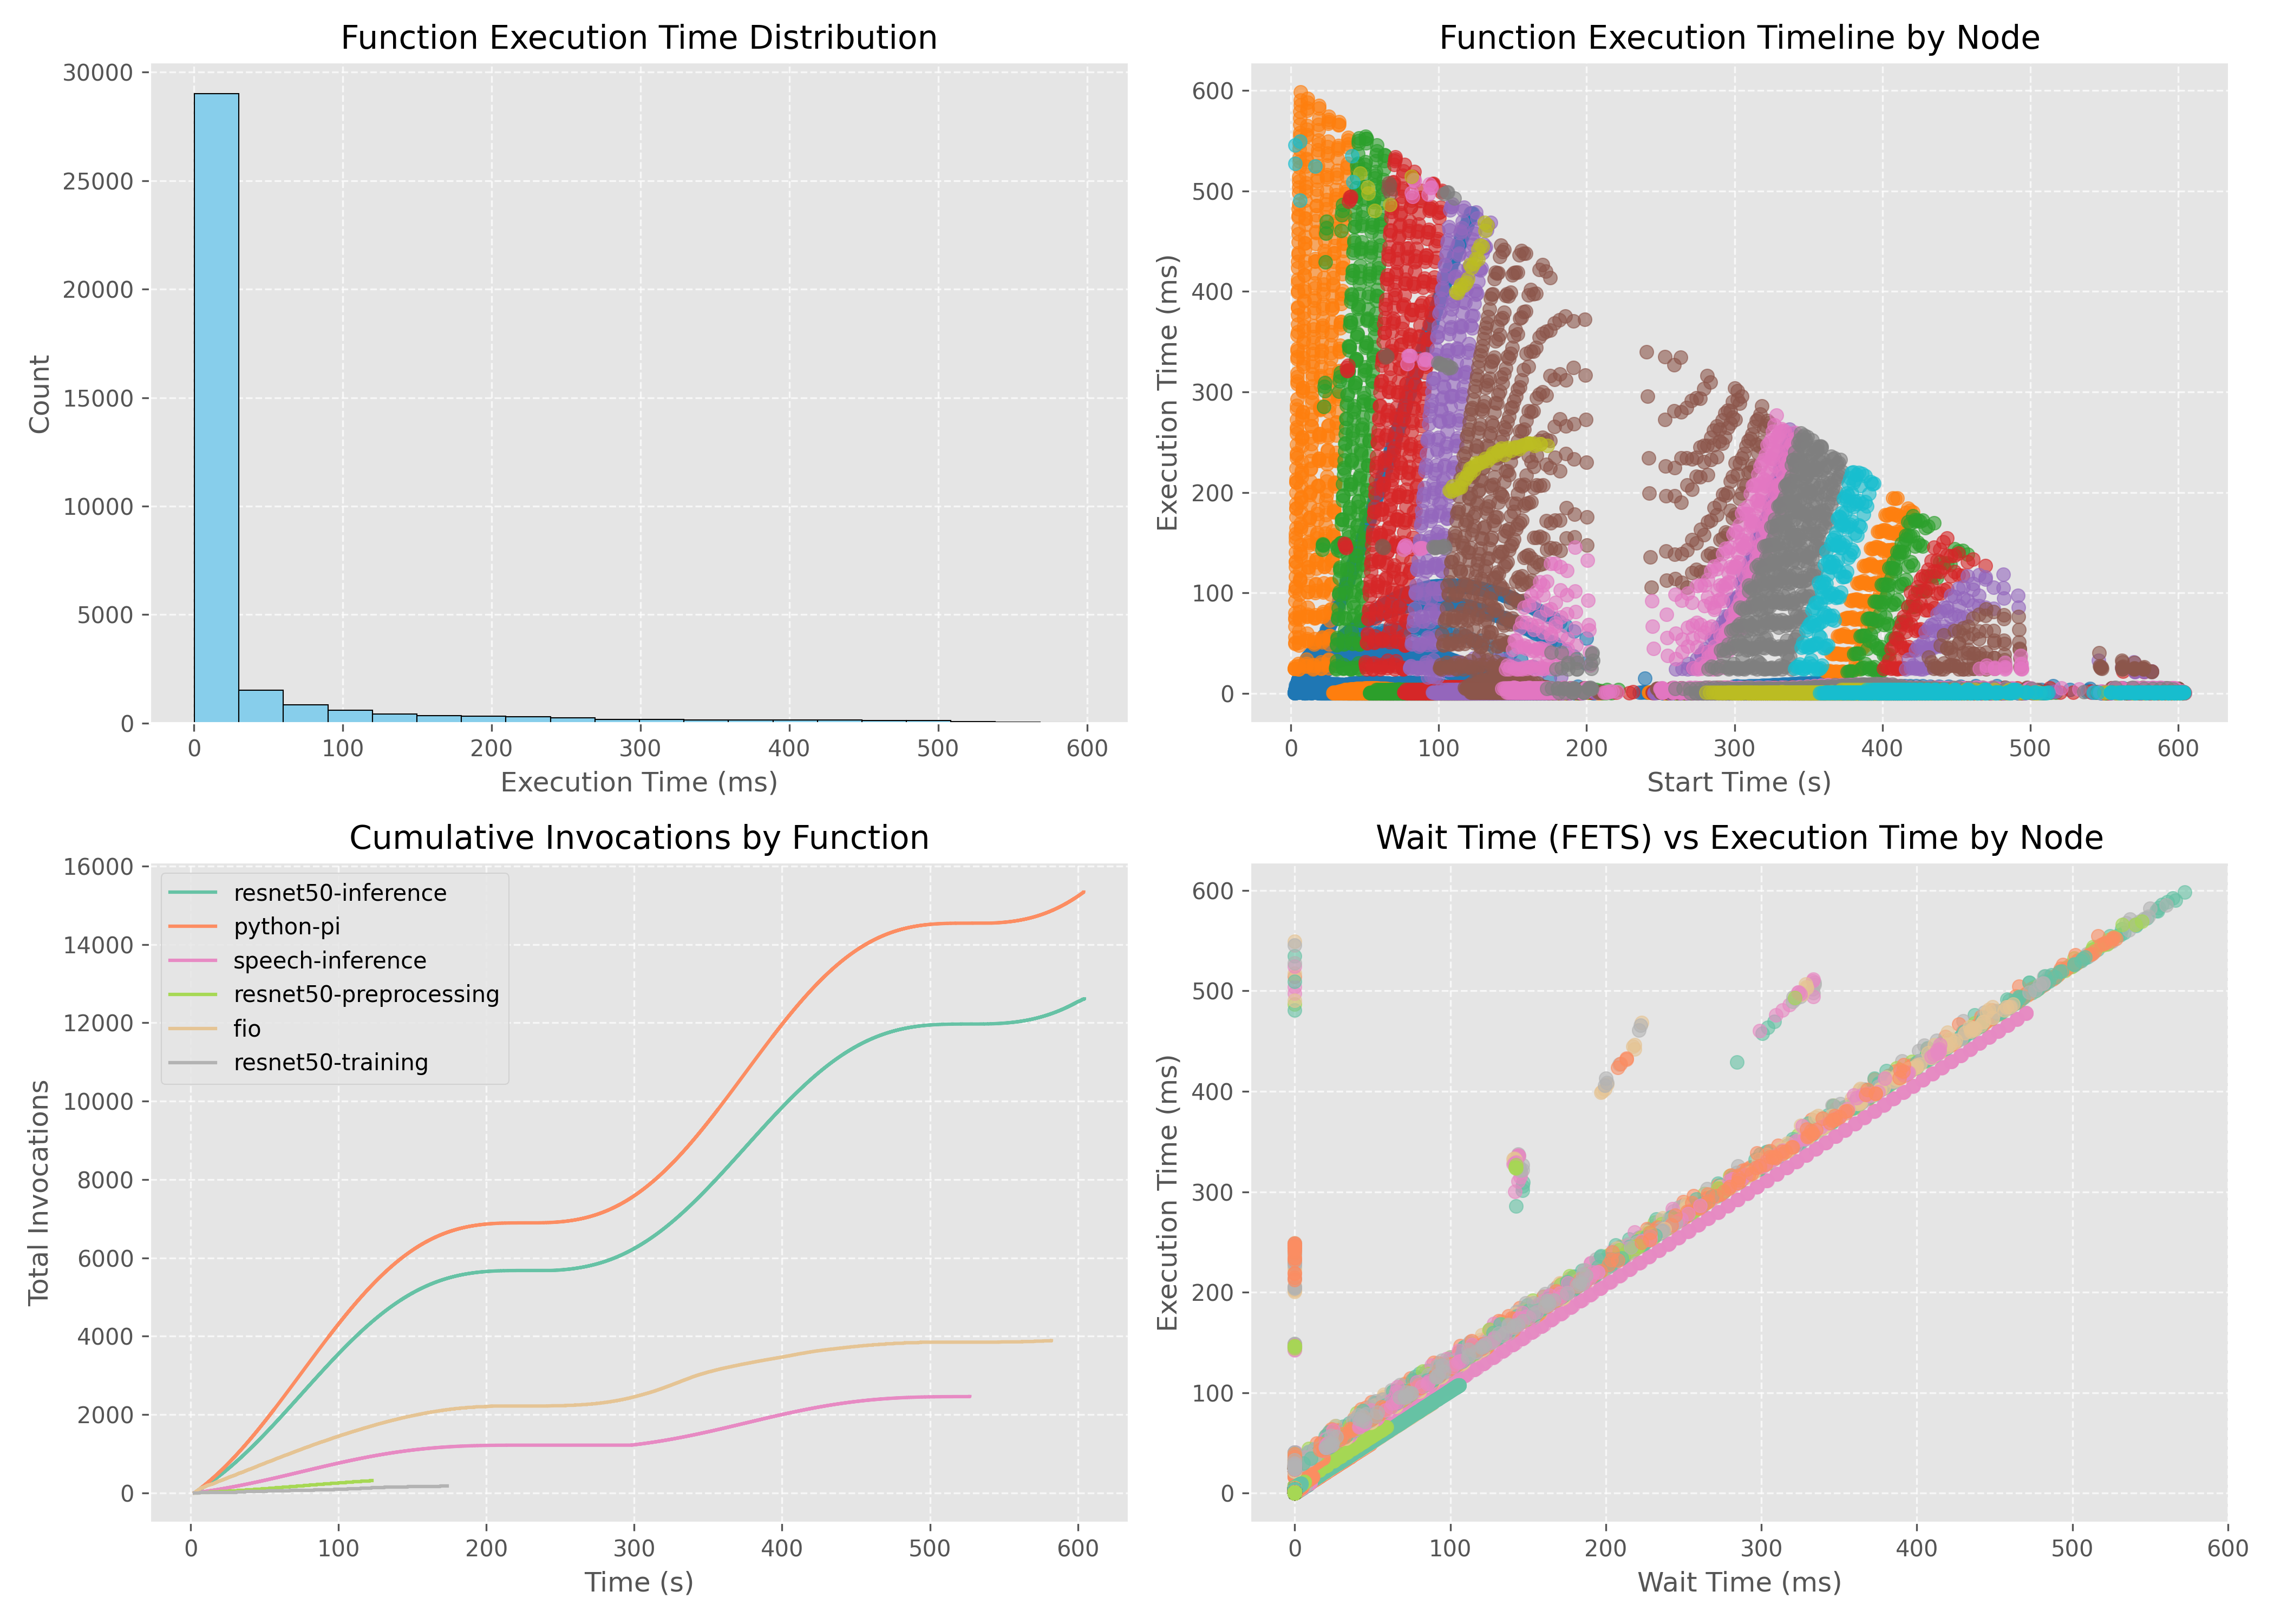 Function Execution Time Distribution
30000
25000
20000
15000
10000
5000
0
Count
0 100 200 300 400 500 600
Execution Time (ms)
Function Execution Timeline by Node
600
500
400
300
200
100
0
Execution Time (ms)
0 100 200 300 400 500 600
Start Time (s)
Cumulative Invocations by Function
16000
14000
12000
10000
8000
6000
4000
2000
0
Total Invocations
resnet50-inference
python-pi
speech-inference
resnet50-preprocessing
fio
resnet50-training
0 100 200 300 400 500 600
Time (s)
Wait Time (FETS) vs Execution Time by Node
600
500
400
300
200
100
0
Execution Time (ms)
0 100 200 300 400 500 600
Wait Time (ms)